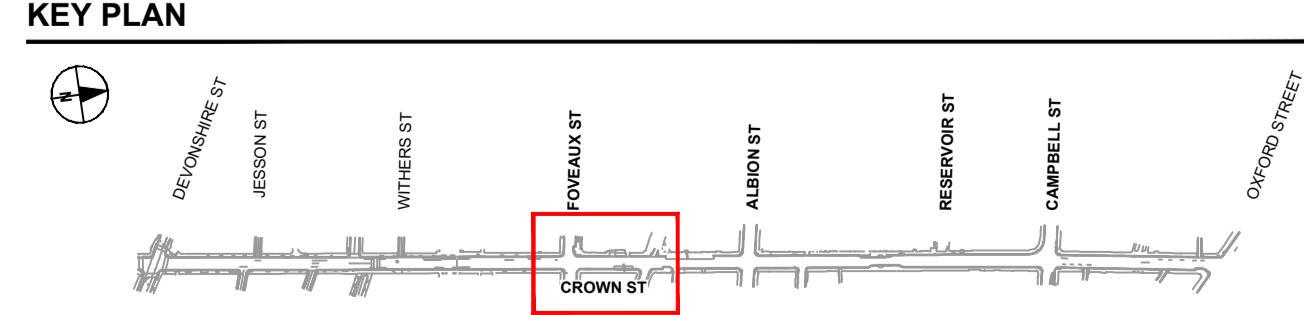 KEY PLAN
N
DEVONSHIRE ST
JESSON ST
WITHERS ST
FOVEAUX ST
ALBION ST
RESERVOIR ST
CAMPBELL ST
OXFORD STREET
CROWN ST